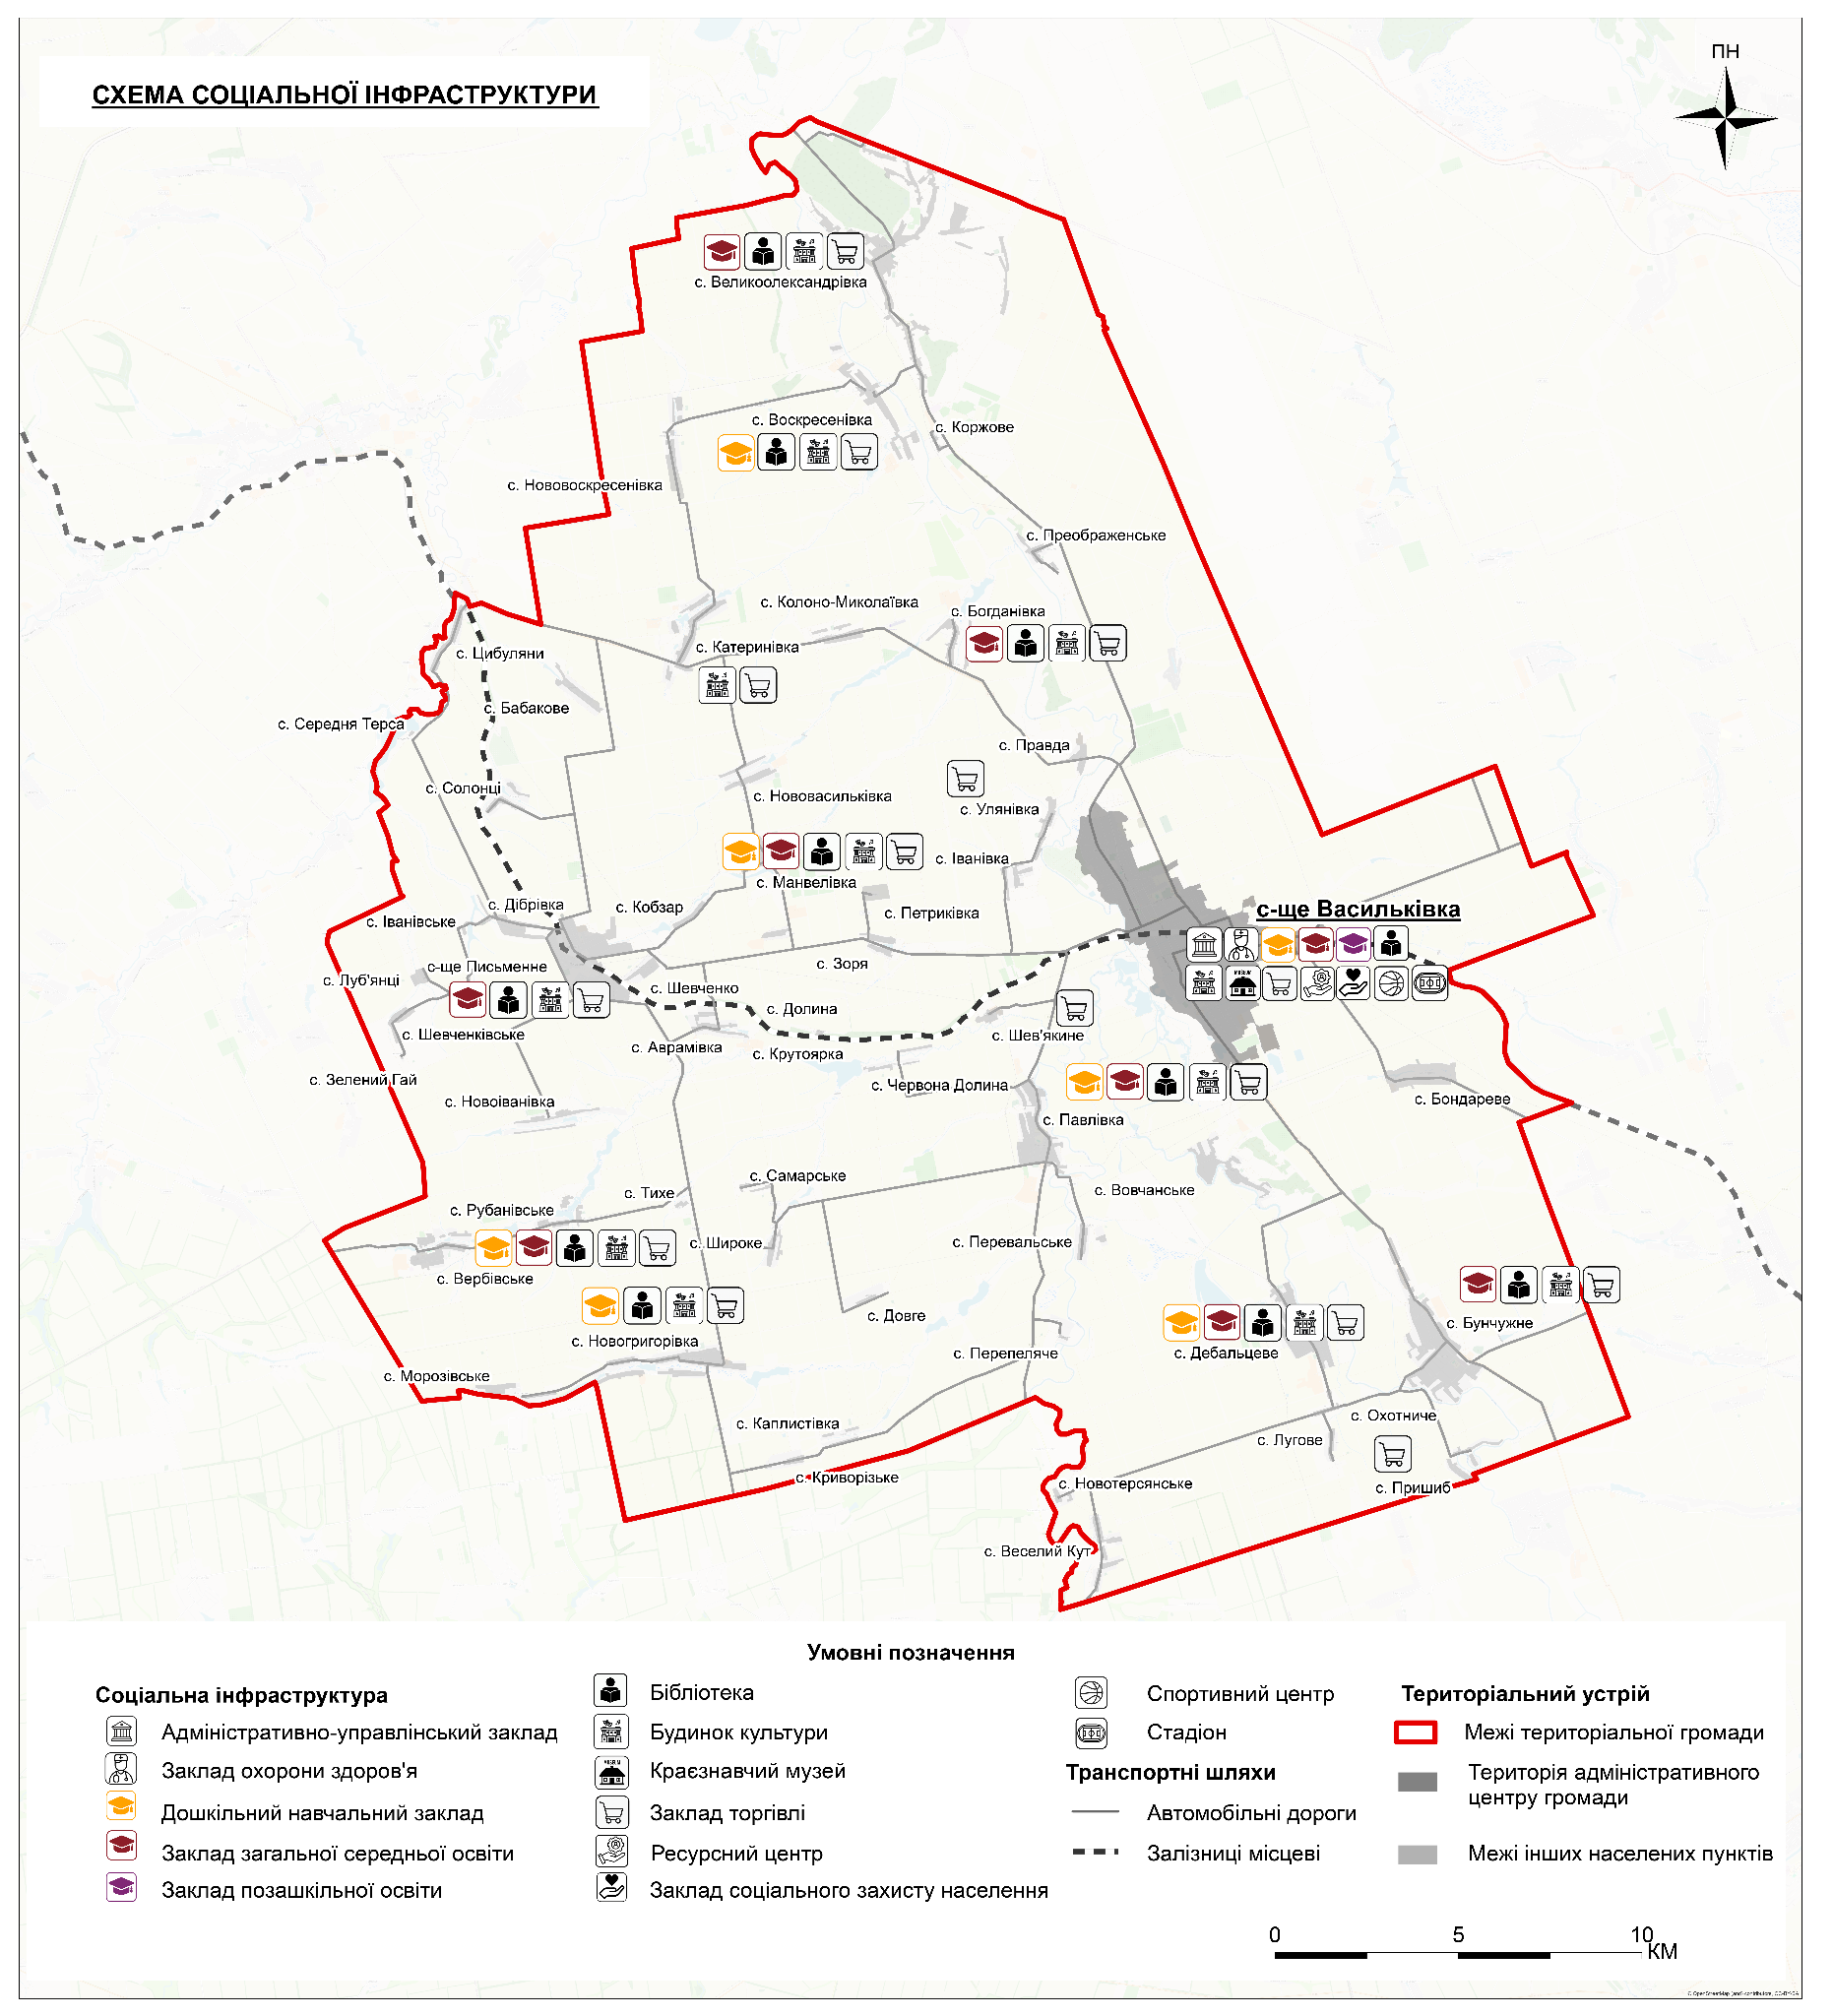 ПН
СХЕМА СОЦІАЛЬНОЇ ІНФРАСТРУКТУРИ
с. Великоолександрівка
с. Воскресенівка
с. Коржове
с. Нововоскресенівка
с. Преображенське
с. Колоно-Миколаївка
с. Богданівка
с. Катеринівка
с. Цибуляни
с. Бабакове
с. Середня Терса
с. Правда
с. Солонці
с. Нововасильківка
с. Улянівка
с. Іванівка
с. Манвелівка
с. Дібрівка
с. Кобзар
с. Петриківка
с-ще Васильківка
с. Іванівське
с. Зоря
с-ще Письменне
с. Луб'янці
с. Шевченко
с. Долина
с. Шевченківське
с. Аврамівка
с. Крутоярка
с. Шев'якине
с. Зелений Гай
с. Червона Долина
с. Новоіванівка
с. Бондареве
с. Павлівка
с. Самарське
с. Тихе
с. Вовчанське
с. Рубанівське
с. Широке
с. Перевальське
с. Вербівське
с. Довге
с. Бунчужне
с. Новогригорівка
с. Перепеляче
с. Дебальцеве
с. Морозівське
с. Каплистівка
с. Охотниче
с. Лугове
с. Криворізьке
с. Новотерсянське
с. Пришиб
с. Веселий Кут
Умовні позначення
Соціальна інфраструктура
Адміністративно-управлінський заклад
Заклад охорони здоров'я
Дошкільний навчальний заклад
Заклад загальної середньої освіти
Заклад позашкільної освіти
Бібліотека
Будинок культури
Краєзнавчий музей
Заклад торгівлі
Ресурсний центр
Заклад соціального захисту населення
Спортивний центр
Стадіон
Транспортні шляхи
Автомобільні дороги
Залізниці місцеві
Територіальний устрій
Межі територіальної громади
Територія адміністративного
центру громади
Межі інших населених пунктів
0 5 10
КМ